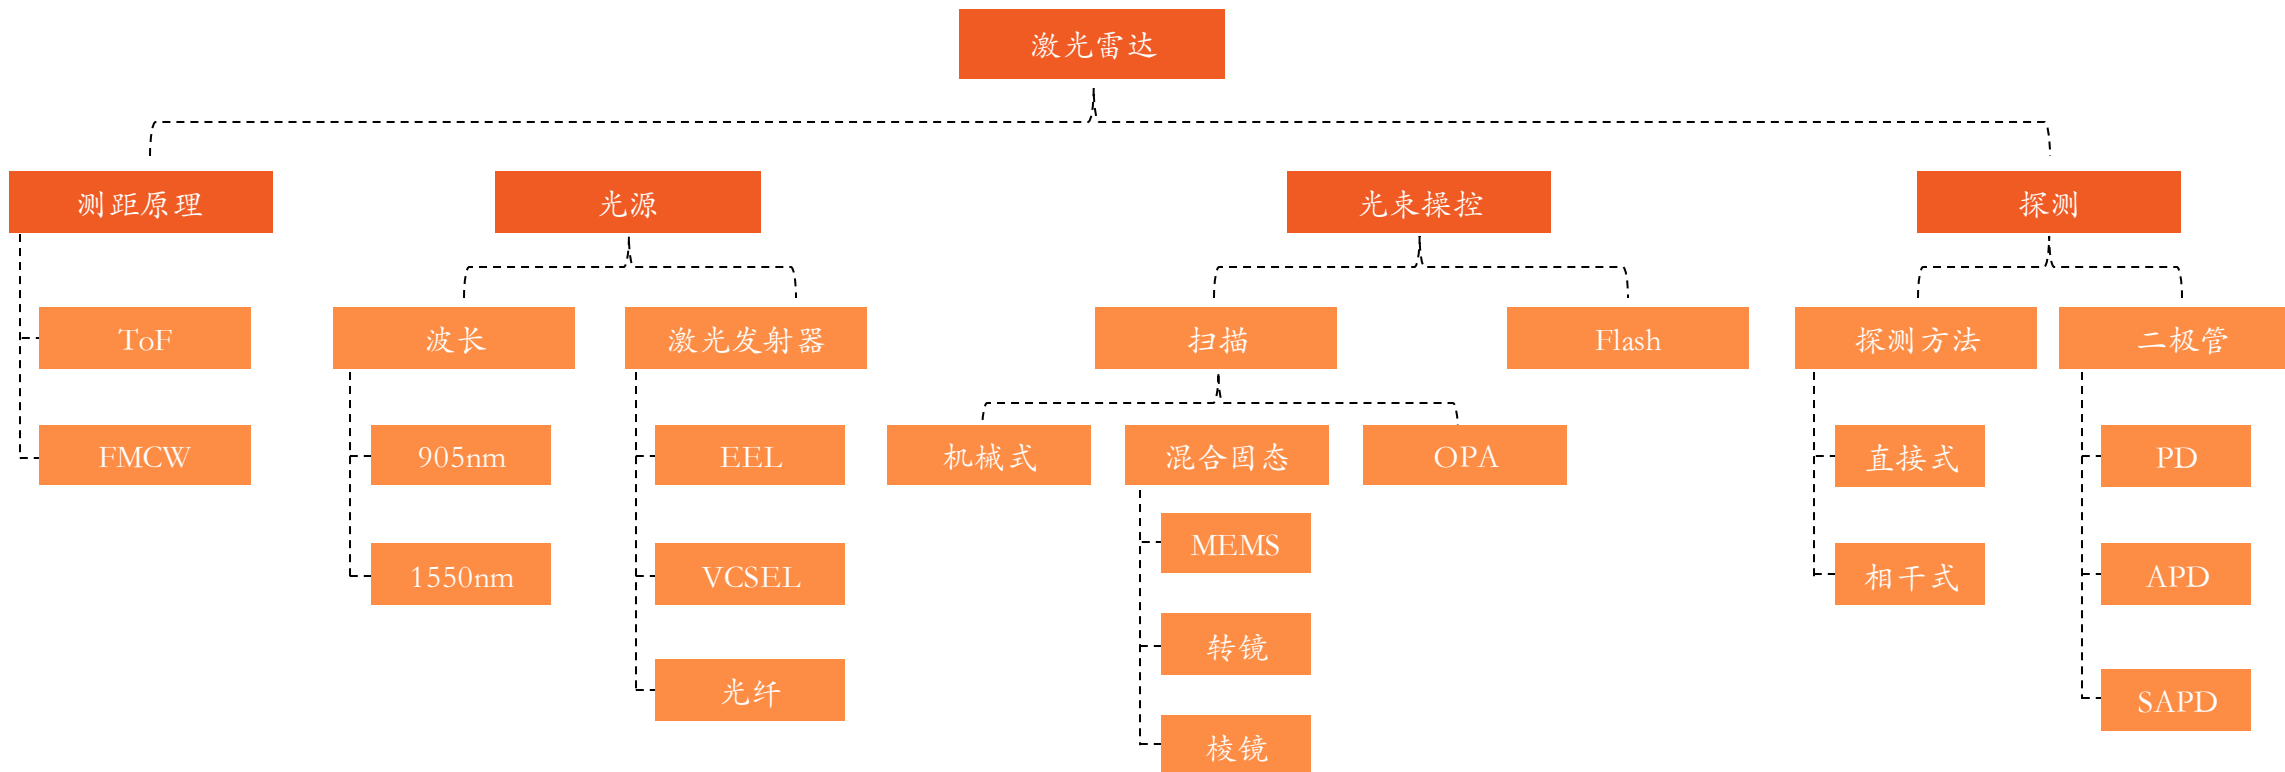 激光雷达
测距原理
光源
光束操控
探测
ToF
波长
激光发射器
扫描
Flash
探测方法
二极管
FMCW
905nm
EEL
机械式
混合固态
OPA
直接式
PD
MEMS
1550nm
VCSEL
相干式
APD
转镜
光纤
SAPD
棱镜